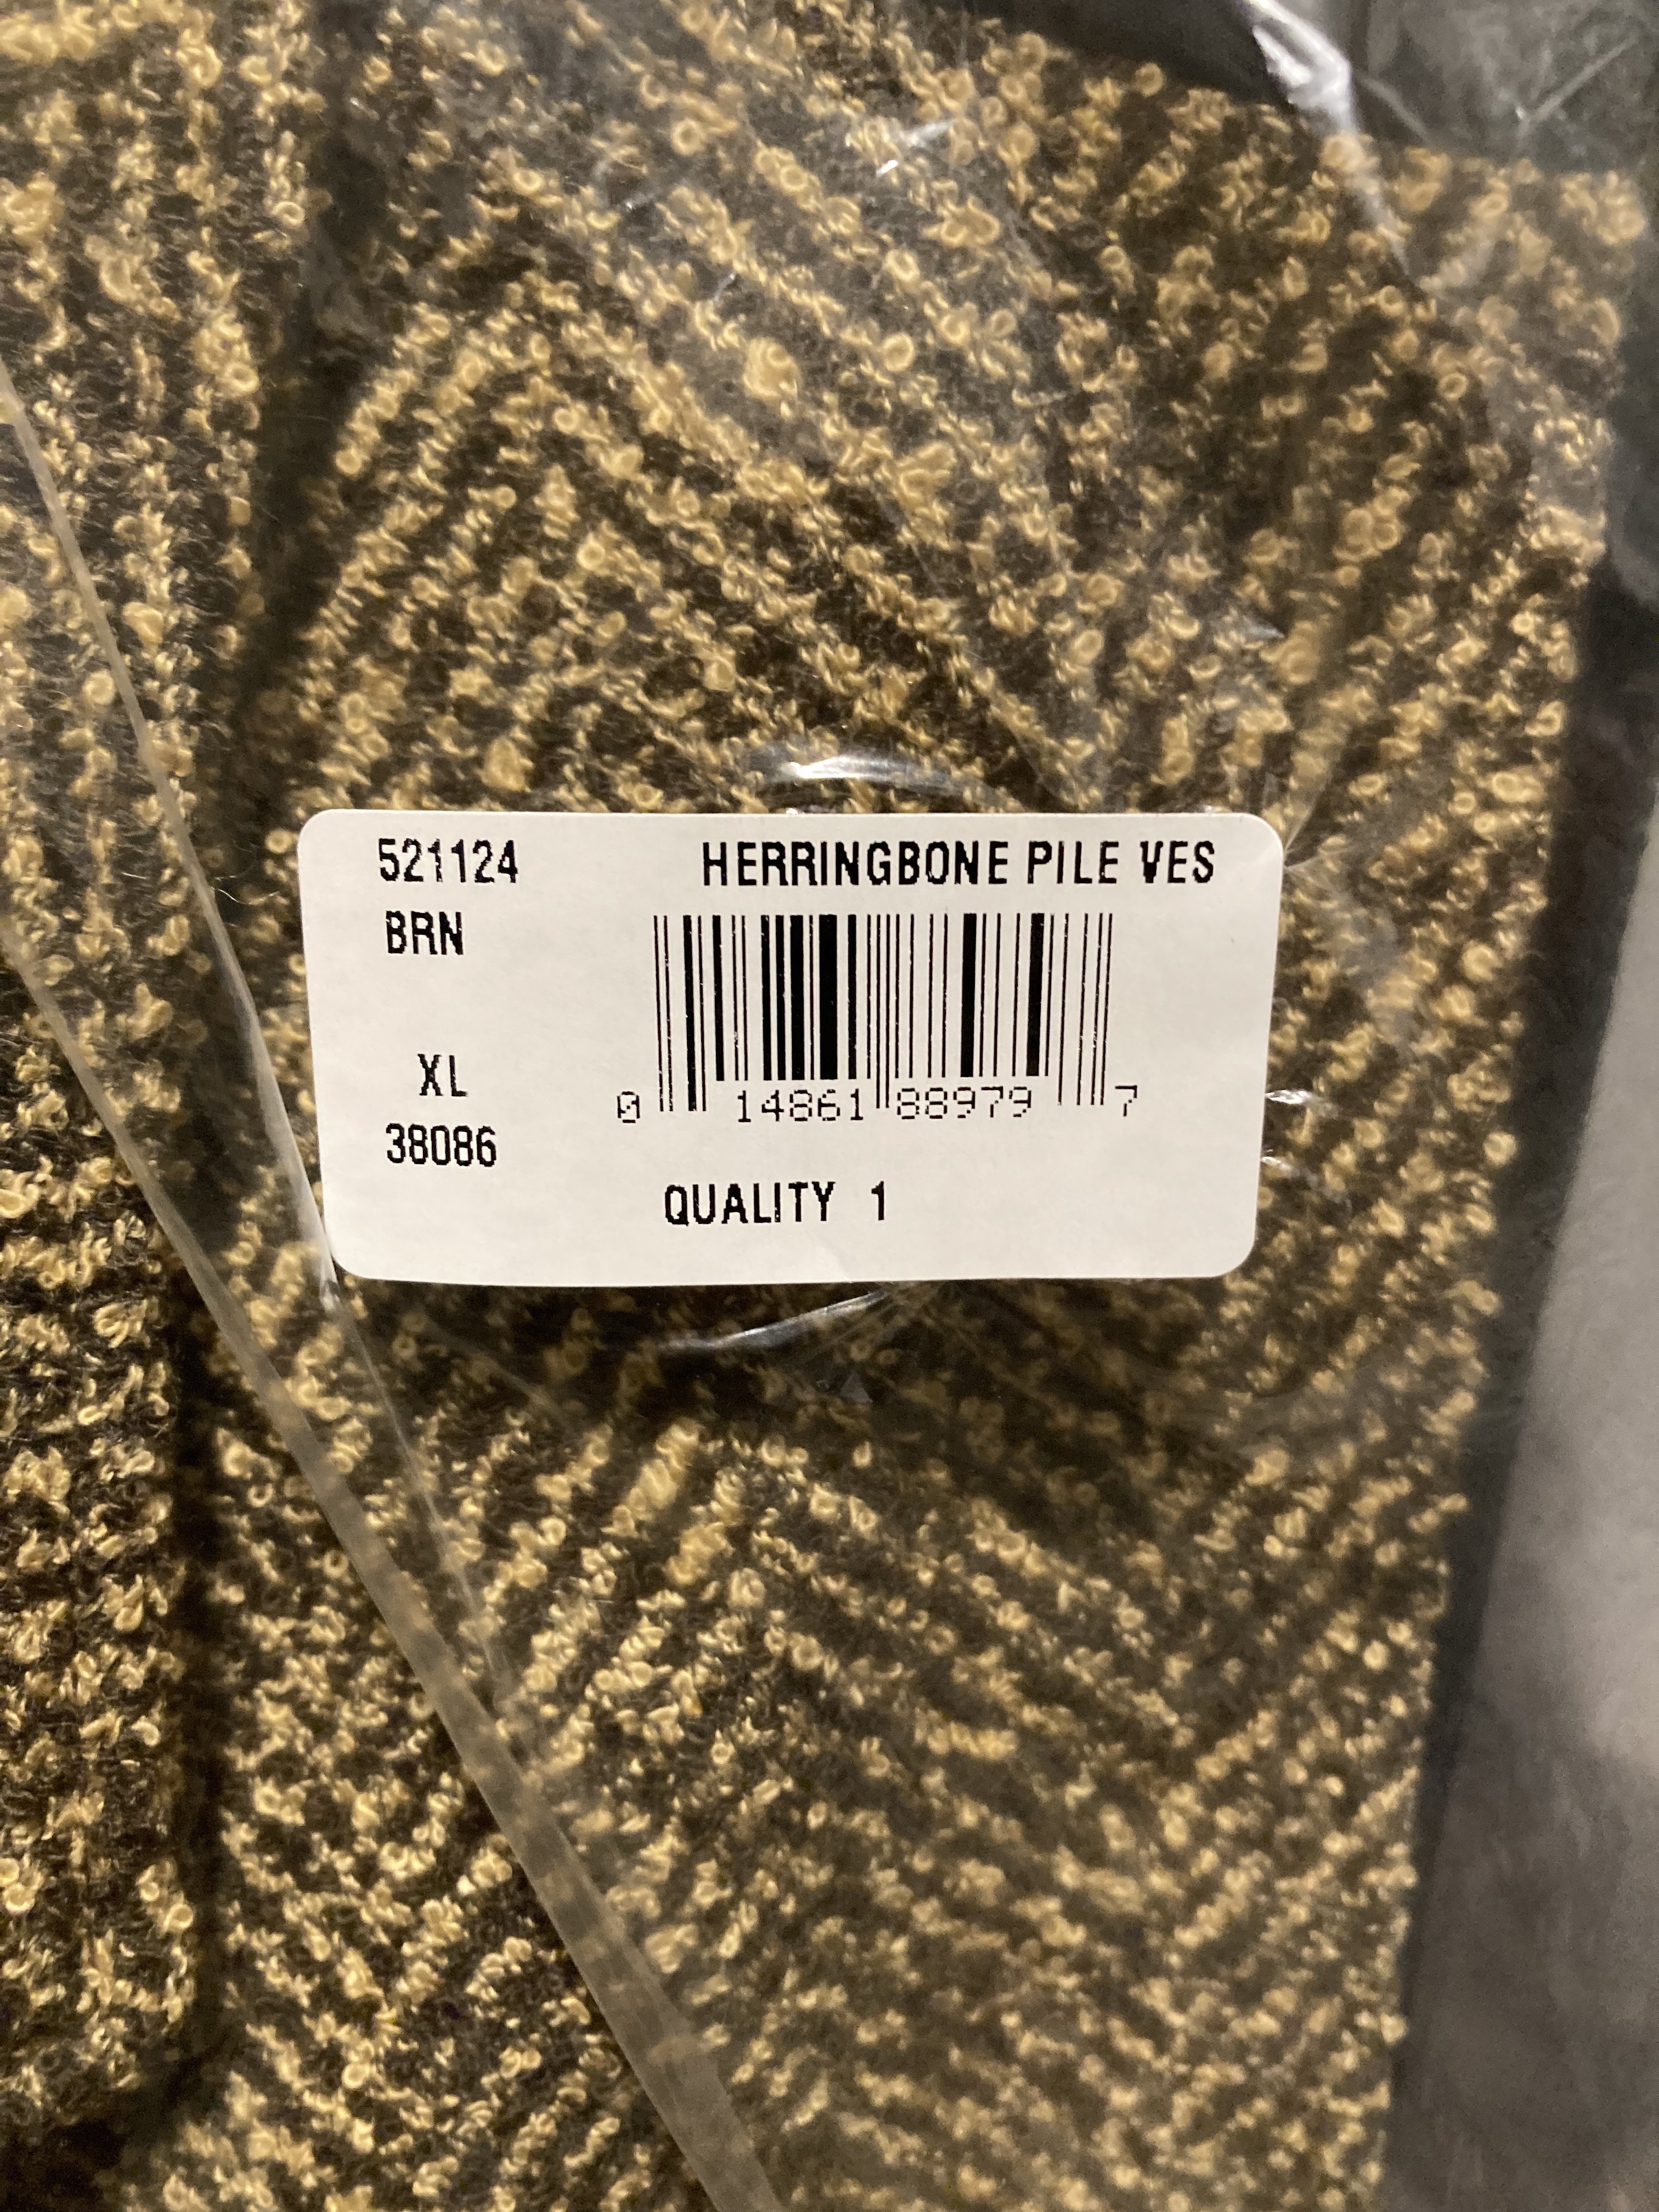 521124 HERRINGBONE PILE VES
BRN
XL
0 14861 88979 7
38086
QUALITY 1